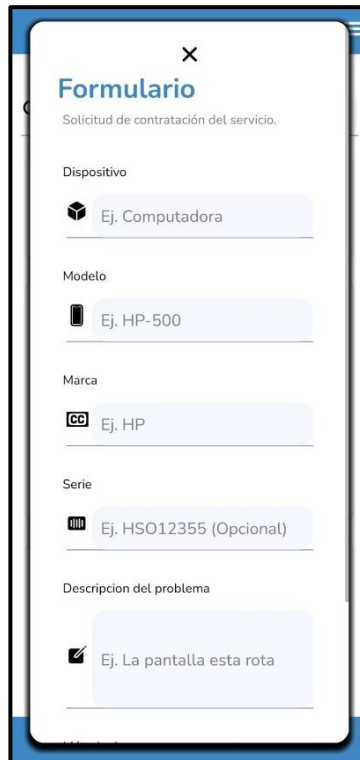 Formulario
Solicitud de contratación del servicio.
Dispositivo
Ej. Computadora
Modelo
Ej. HP-500
Marca
CC
Ej. HP
Serie
Ej. HSO12355 (Opcional)
Descripcion del problema
Ej. La pantalla esta rota